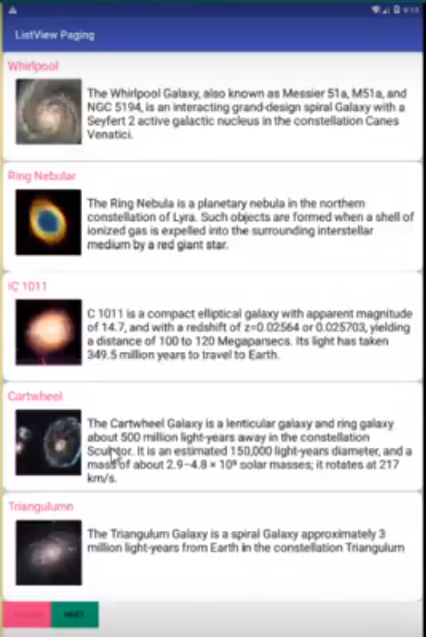 ListView Paging
Whirlpool
The Whirlpool Galaxy, also known as Messier 51a, M51a, and
NGC 5194, is an interacting grand-design spiral Galaxy with a
Seyfert 2 active galactic nucleus in the constellation Canes
Venatici.
Ring Nebular
The Ring Nebula is a planetary nebula in the northern
constellation of Lyra. Such objects are formed when a shell of
ionized gas is expelled into the surrounding interstellar
medium by a red giant star.
IC 1011
C 1011 is a compact elliptical galaxy with apparent magnitude
of 14.7, and with a redshift of z=0.02564 or 0.025703, yielding
a distance of 100 to 120 Megaparsecs. Its light has taken
349.5 million years to travel to Earth.
Cartwheel
The Cartwheel Galaxy is a lenticular galaxy and ring galaxy
about 500 million light-years away in the constellation
Sculptor. It is an estimated 150,000 light-years diameter, and a
mass of about 2.9–4.8 × 10⁹ solar masses; it rotates at 217
km/s.
Triangulumn
The Triangulum Galaxy is a spiral Galaxy approximately 3
million light-years from Earth in the constellation Triangulum
NEXT